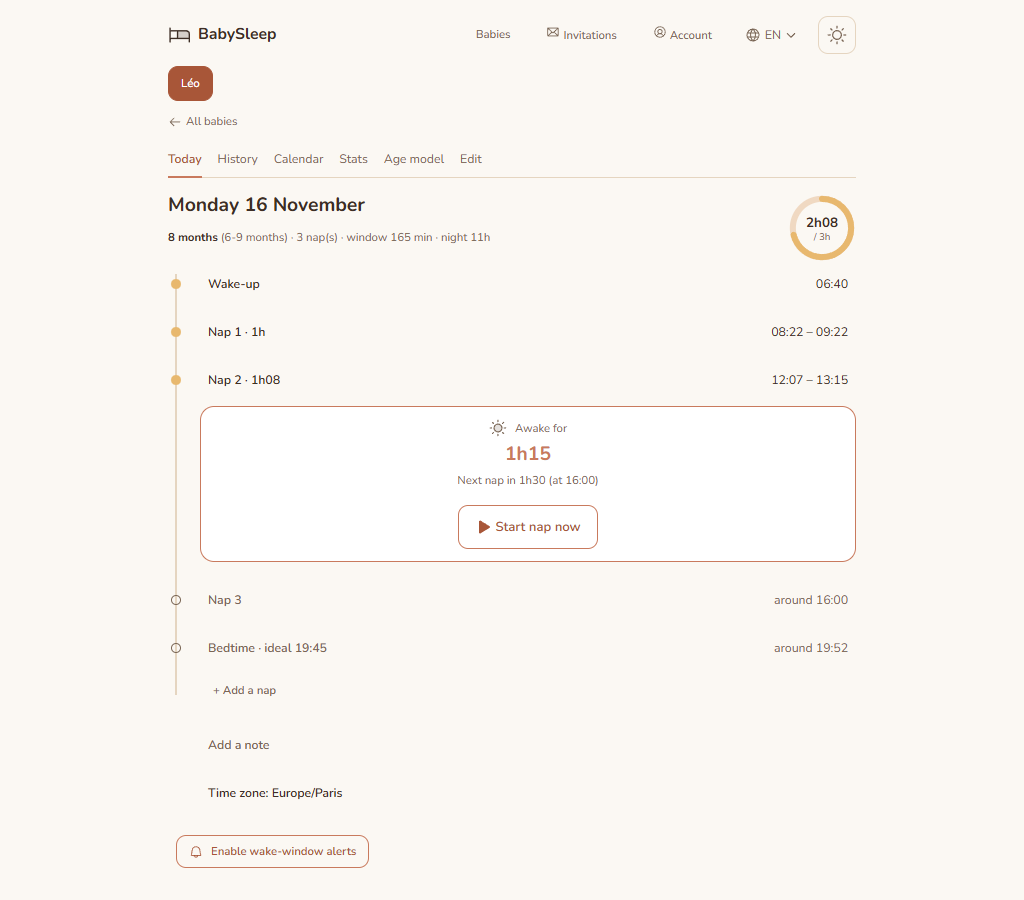 BabySleep
Babies
Invitations
Account
EN
Léo
← All babies
Today
History
Calendar
Stats
Age model
Edit
Monday 16 November
8 months (6-9 months) · 3 nap(s) · window 165 min · night 11h
2h08
/ 3h
Wake-up 06:40
Nap 1 · 1h 08:22 – 09:22
Nap 2 · 1h08 12:07 – 13:15
Awake for
1h15
Next nap in 1h30 (at 16:00)
Start nap now
Nap 3 around 16:00
Bedtime · ideal 19:45 around 19:52
+ Add a nap
Add a note
Time zone: Europe/Paris
Enable wake-window alerts